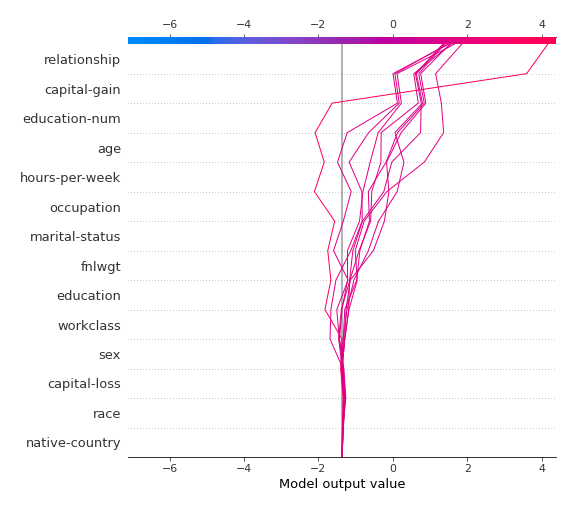 −6 −4 −2 0 2 4
relationship
capital-gain
education-num
age
hours-per-week
occupation
marital-status
fnlwgt
education
workclass
sex
capital-loss
race
native-country
−6 −4 −2 0 2 4
Model output value